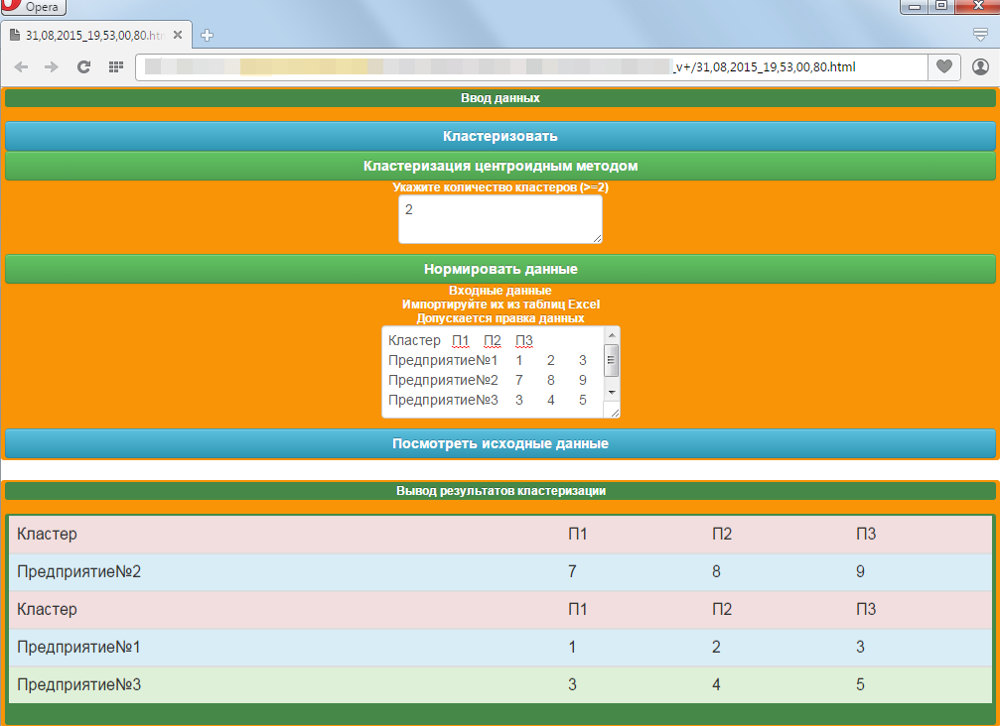 Opera
31,08,2015_19,53,00,80.htm
_v+/31,08,2015_19,53,00,80.html
Ввод данных
Кластеризовать
Кластеризация центроидным методом
Укажите количество кластеров (>=2)
2
Нормировать данные
Входные данные
Импортируйте их из таблиц Excel
Допускается правка данных
Кластер П1 П2 П3
Предприятие№1 1 2 3
Предприятие№2 7 8 9
Предприятие№3 3 4 5
Посмотреть исходные данные
Вывод результатов кластеризации
Кластер П1 П2 П3
Предприятие№2 7 8 9
Кластер П1 П2 П3
Предприятие№1 1 2 3
Предприятие№3 3 4 5